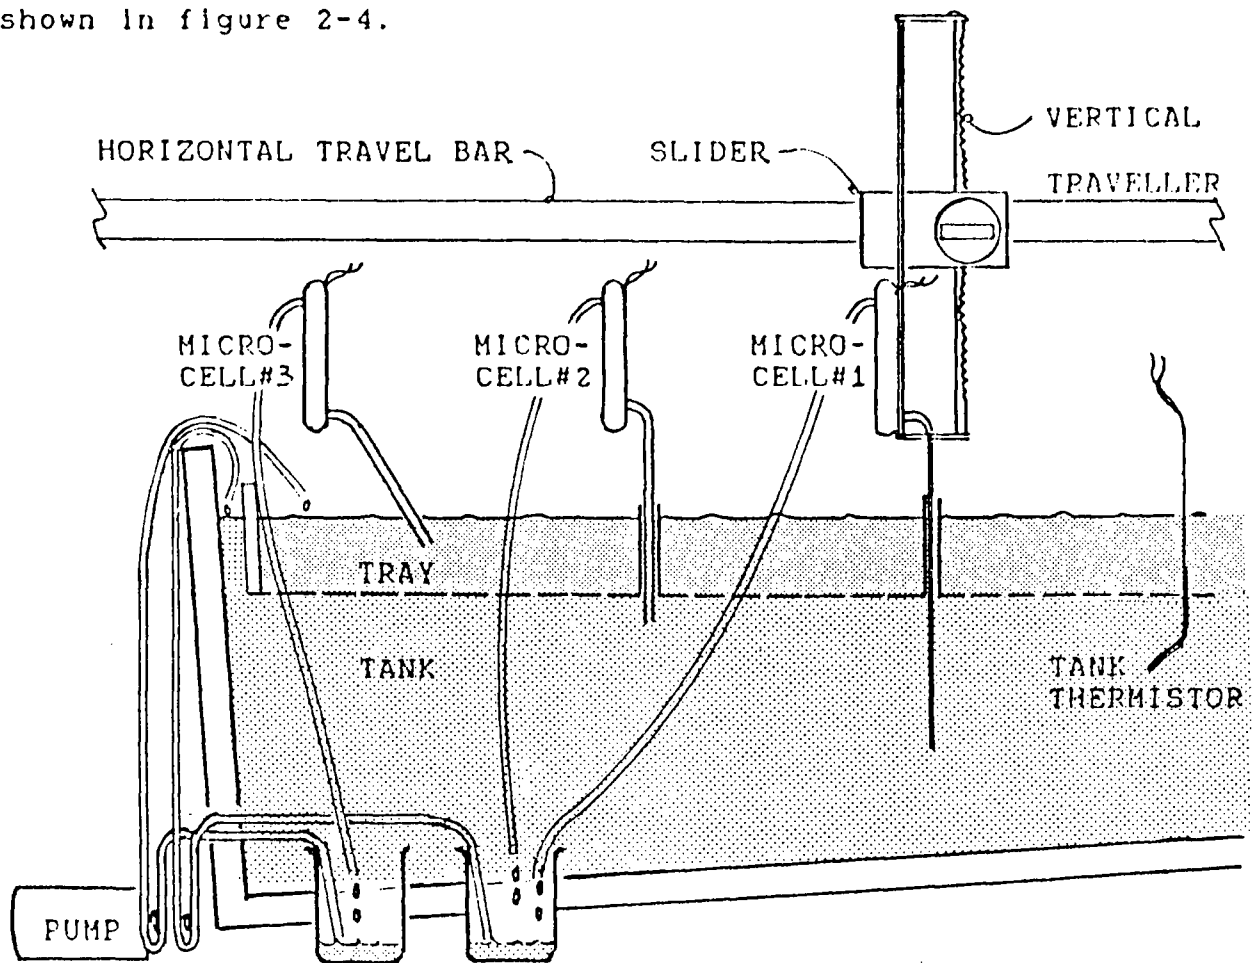 shown in figure 2-4.
VERTICAL
TRAVELLER
HORIZONTAL TRAVEL BAR
SLIDER
MICRO-
CELL#3
MICRO-
CELL#2
MICRO-
CELL#1
TRAY
TANK
TANK
THERMISTOR
PUMP